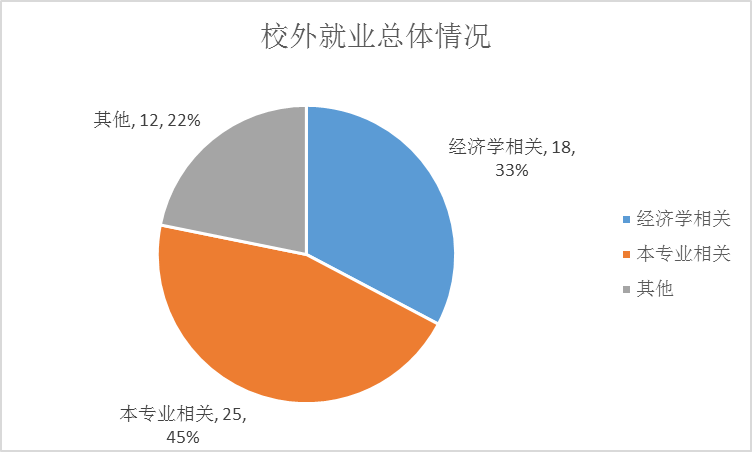 校外就业总体情况
其他, 12, 22%
经济学相关, 18,
33%
经济学相关
本专业相关
其他
本专业相关, 25,
45%